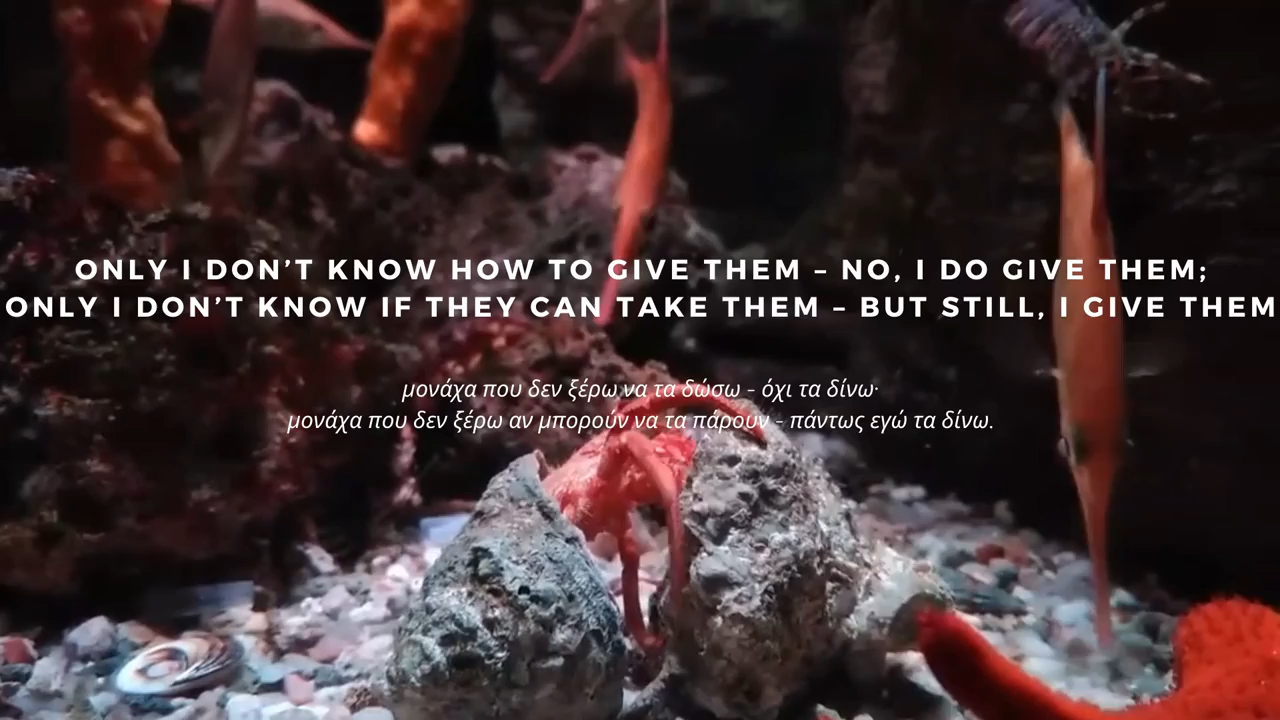 ONLY I DON’T KNOW HOW TO GIVE THEM – NO, I DO GIVE THEM;
ONLY I DON’T KNOW IF THEY CAN TAKE THEM – BUT STILL, I GIVE THEM
μονάχα που δεν ξέρω να τα δώσω - όχι τα δίνω·
μονάχα που δεν ξέρω αν μπορούν να τα πάρουν - πάντως εγώ τα δίνω.